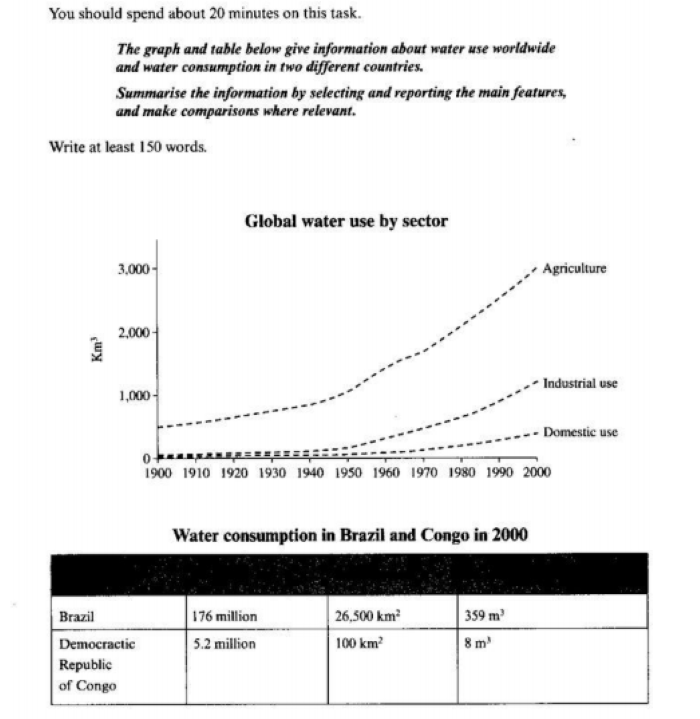 You should spend about 20 minutes on this task.
The graph and table below give information about water use worldwide
and water consumption in two different countries.
Summarise the information by selecting and reporting the main features,
and make comparisons where relevant.
Write at least 150 words.
Global water use by sector
3,000
Agriculture
2,000
Km³
1,000
Industrial use
Domestic use
0
1900 1910 1920 1930 1940 1950 1960 1970 1980 1990 2000
Water consumption in Brazil and Congo in 2000
Brazil 176 million 26,500 km² 359 m³
Democractic 5.2 million 100 km² 8 m³
Republic
of Congo